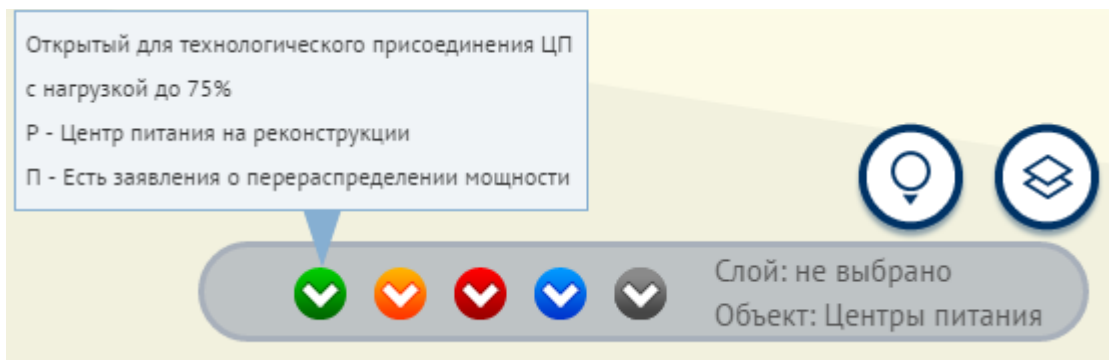 Открытый для технологического присоединения ЦП
с нагрузкой до 75%
Р - Центр питания на реконструкции
П - Есть заявления о перераспределении мощности
Слой: не выбрано
Объект: Центры питания